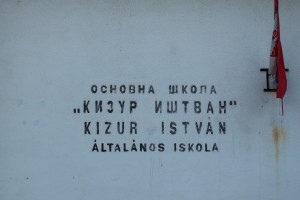 ОСНОВНА ШКОЛА
„КИЗУР ИШТВАН"
KIZUR ISTVÁN
ÁLTALÁNOS ISKOLA